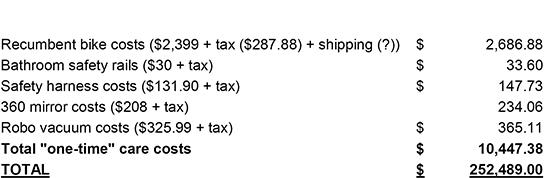 Recumbent bike costs ($2,399 + tax ($287.88) + shipping (?)) $ 2,686.88
Bathroom safety rails ($30 + tax) $ 33.60
Safety harness costs ($131.90 + tax) $ 147.73
360 mirror costs ($208 + tax) 234.06
Robo vacuum costs ($325.99 + tax) $ 365.11
Total "one-time" care costs $ 10,447.38
TOTAL $ 252,489.00